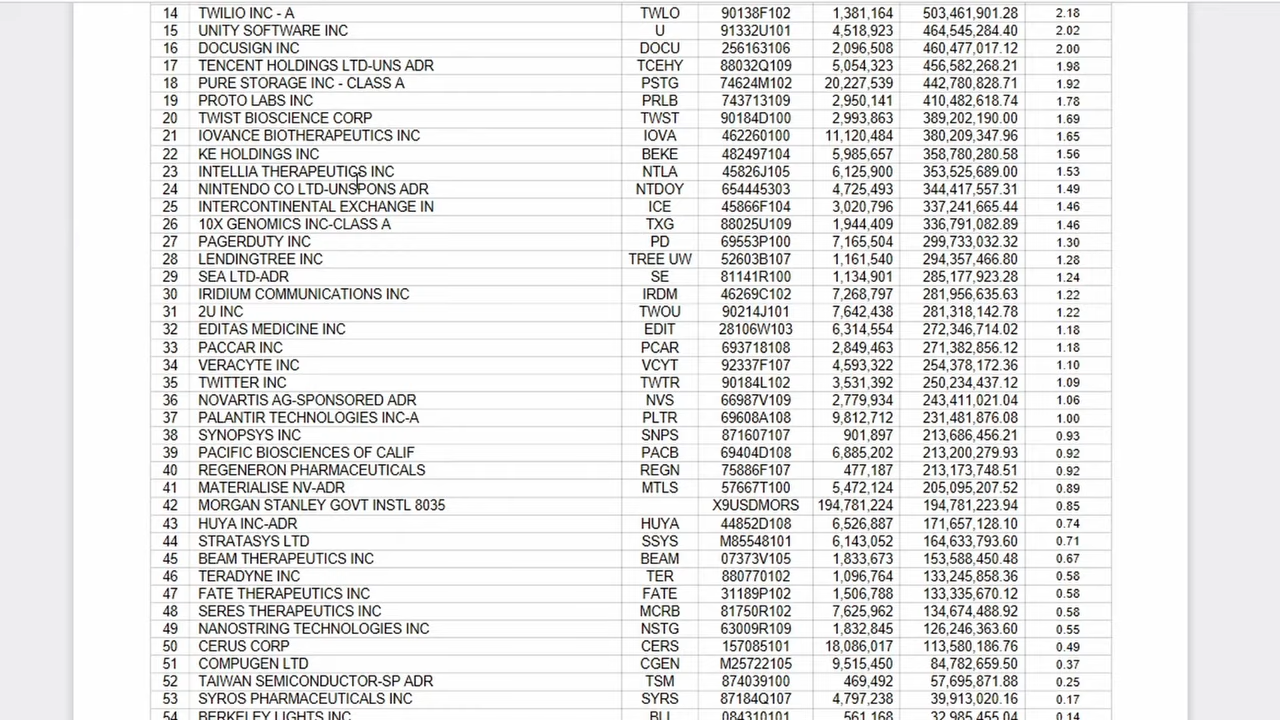 14 TWILIO INC - A TWLO 90138F102 1,381,164 503,461,901.28 2.18
15 UNITY SOFTWARE INC U 91332U101 4,518,923 464,545,284.40 2.02
16 DOCUSIGN INC DOCU 256163106 2,096,508 460,477,017.12 2.00
17 TENCENT HOLDINGS LTD-UNS ADR TCEHY 88032Q109 5,054,323 456,582,268.21 1.98
18 PURE STORAGE INC - CLASS A PSTG 74624M102 20,227,539 442,780,828.71 1.92
19 PROTO LABS INC PRLB 743713109 2,950,141 410,482,618.74 1.78
20 TWIST BIOSCIENCE CORP TWST 90184D100 2,993,863 389,202,190.00 1.69
21 IOVANCE BIOTHERAPEUTICS INC IOVA 462260100 11,120,484 380,209,347.96 1.65
22 KE HOLDINGS INC BEKE 482497104 5,985,657 358,780,280.58 1.56
23 INTELLIA THERAPEUTICS INC NTLA 45826J105 6,125,900 353,525,689.00 1.53
24 NINTENDO CO LTD-UNSPONS ADR NTDOY 654445303 4,725,493 344,417,557.31 1.49
25 INTERCONTINENTAL EXCHANGE IN ICE 45866F104 3,020,796 337,241,665.44 1.46
26 10X GENOMICS INC-CLASS A TXG 88025U109 1,944,409 336,791,082.89 1.46
27 PAGERDUTY INC PD 69553P100 7,165,504 299,733,032.32 1.30
28 LENDINGTREE INC TREE UW 52603B107 1,161,540 294,357,466.80 1.28
29 SEA LTD-ADR SE 81141R100 1,134,901 285,177,923.28 1.24
30 IRIDIUM COMMUNICATIONS INC IRDM 46269C102 7,268,797 281,956,635.63 1.22
31 2U INC TWOU 90214J101 7,642,438 281,318,142.78 1.22
32 EDITAS MEDICINE INC EDIT 28106W103 6,314,554 272,346,714.02 1.18
33 PACCAR INC PCAR 693718108 2,849,463 271,382,856.12 1.18
34 VERACYTE INC VCYT 92337F107 4,593,322 254,378,172.36 1.10
35 TWITTER INC TWTR 90184L102 3,531,392 250,234,437.12 1.09
36 NOVARTIS AG-SPONSORED ADR NVS 66987V109 2,779,934 243,411,021.04 1.06
37 PALANTIR TECHNOLOGIES INC-A PLTR 69608A108 9,812,712 231,481,876.08 1.00
38 SYNOPSYS INC SNPS 871607107 901,897 213,686,456.21 0.93
39 PACIFIC BIOSCIENCES OF CALIF PACB 69404D108 6,885,202 213,200,279.93 0.92
40 REGENERON PHARMACEUTICALS REGN 75886F107 477,187 213,173,748.51 0.92
41 MATERIALISE NV-ADR MTLS 57667T100 5,472,124 205,095,207.52 0.89
42 MORGAN STANLEY GOVT INSTL 8035 X9USDMORS 194,781,224 194,781,223.94 0.85
43 HUYA INC-ADR HUYA 44852D108 6,526,887 171,657,128.10 0.74
44 STRATASYS LTD SSYS M85548101 6,143,052 164,633,793.60 0.71
45 BEAM THERAPEUTICS INC BEAM 07373V105 1,833,673 153,588,450.48 0.67
46 TERADYNE INC TER 880770102 1,096,764 133,245,858.36 0.58
47 FATE THERAPEUTICS INC FATE 31189P102 1,506,788 133,335,670.12 0.58
48 SERES THERAPEUTICS INC MCRB 81750R102 7,625,962 134,674,488.92 0.58
49 NANOSTRING TECHNOLOGIES INC NSTG 63009R109 1,832,845 126,246,363.60 0.55
50 CERUS CORP CERS 157085101 18,086,017 113,580,186.76 0.49
51 COMPUGEN LTD CGEN M25722105 9,515,450 84,782,659.50 0.37
52 TAIWAN SEMICONDUCTOR-SP ADR TSM 874039100 469,492 57,695,871.88 0.25
53 SYROS PHARMACEUTICALS INC SYRS 87184Q107 4,797,238 39,913,020.16 0.17
54 BERKELEY LIGHTS INC BLI 084310101 561,168 32,985,455.04 0.14